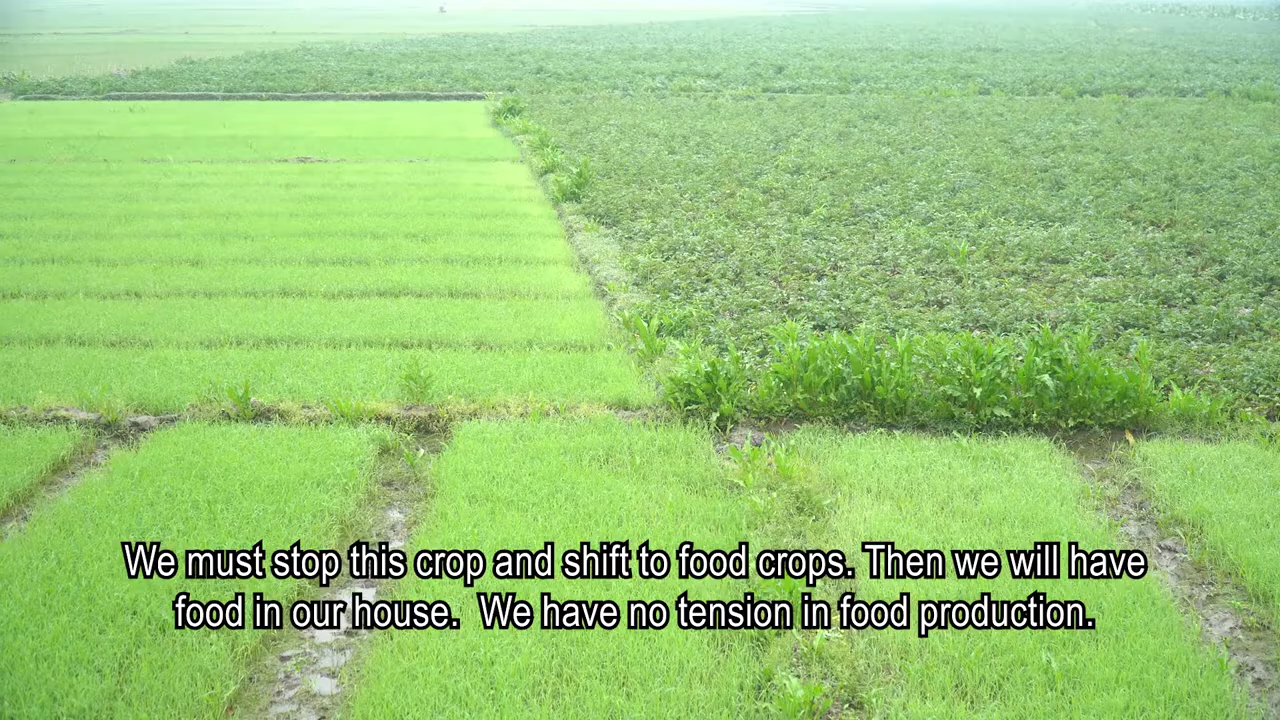 We must stop this crop and shift to food crops. Then we will have
food in our house.  We have no tension in food production.